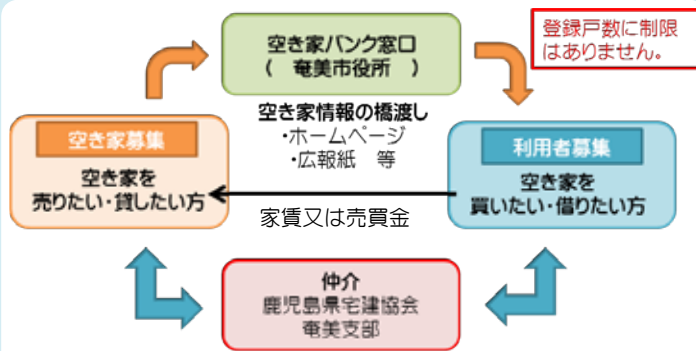 空き家バンク窓口
( 奄美市役所 )
登録戸数に制限
はありません。
空き家情報の橋渡し
・ホームページ
・広報紙 等
空き家募集
空き家を
売りたい・貸したい方
利用者募集
空き家を
買いたい・借りたい方
家賃又は売買金
仲介
鹿児島県宅建協会
奄美支部